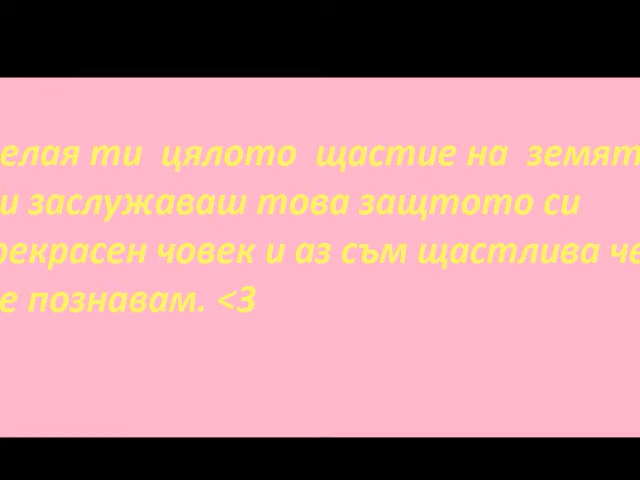 елая ти цялото щастие на земят
и заслужаваш това защтото си
рекрасен човек и аз съм щастлива че
е познавам. <3